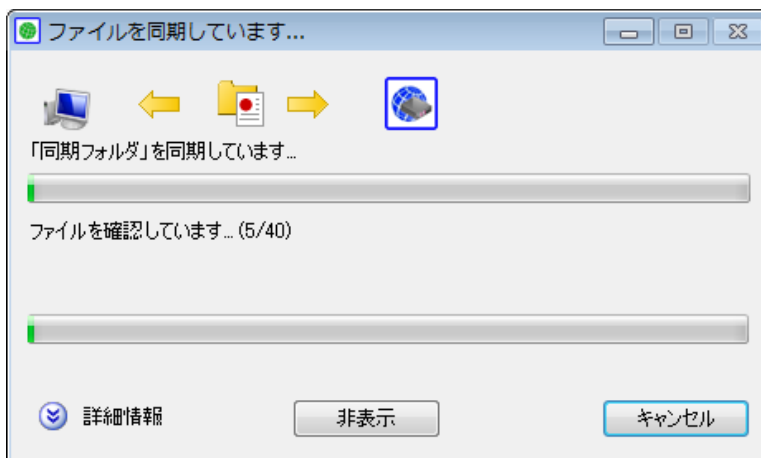 ファイルを同期しています...
「同期フォルダ」を同期しています...
ファイルを確認しています...(5/40)
詳細情報
非表示
キャンセル